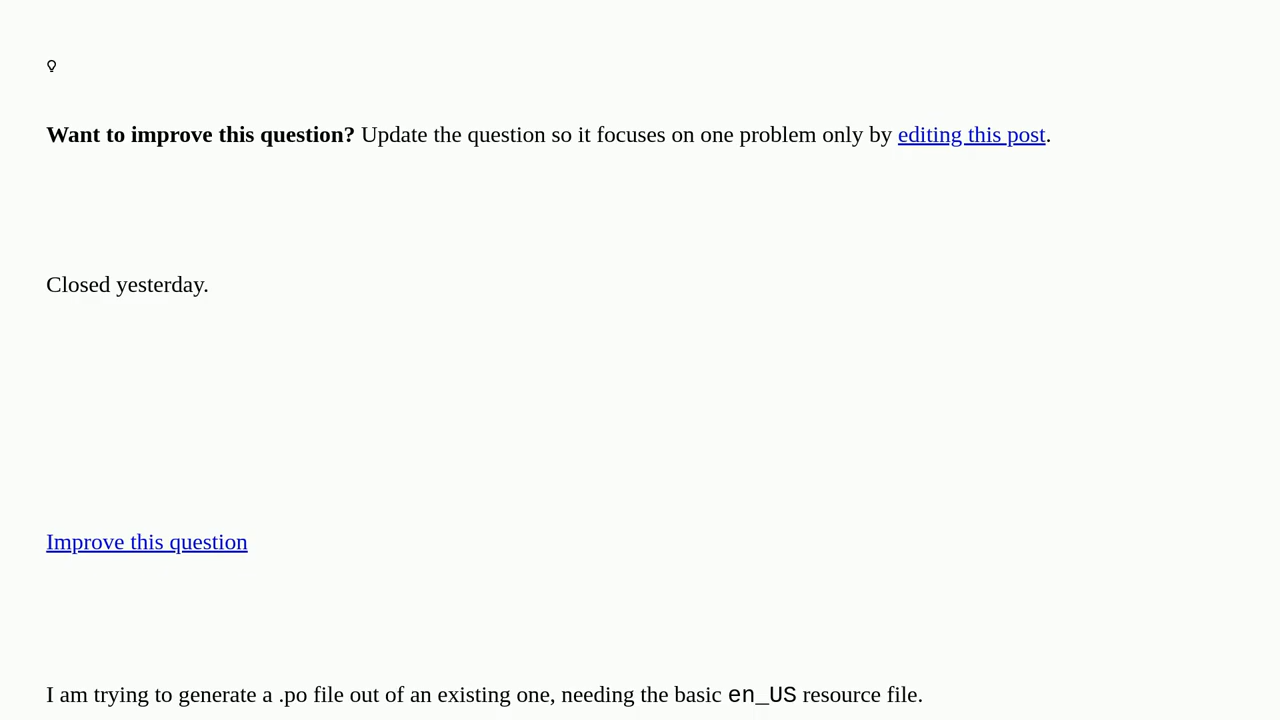 Want to improve this question? Update the question so it focuses on one problem only by editing this post.
Closed yesterday.
Improve this question
I am trying to generate a .po file out of an existing one, needing the basic en_US resource file.